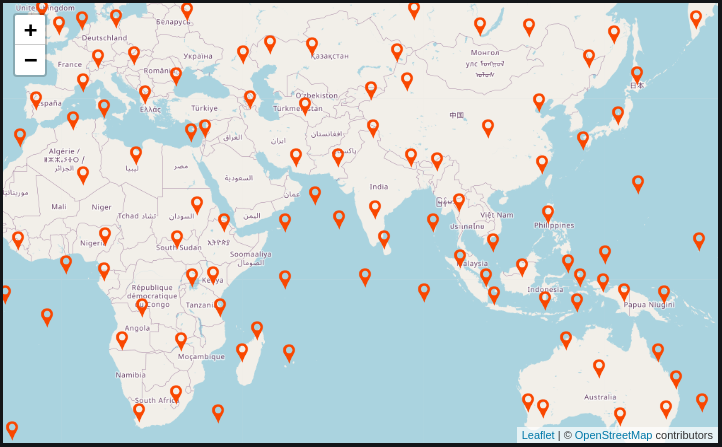 United Kingdom
+
−
Deutschland
Беларусь
France
Україна
România
Қазақстан
Монгол
улс
España
Ελλάς
Türkiye
O'zbekiston
Türkmenistan
中国
日本
Algérie /
ⵍⵣⵣⴰⵢⴻⵔ /
الجزائر
ليبيا
مصر
العراق
ایران
افغانستان
پاکستان
السعودية
عمان
اليمن
India
Mali
Niger
Tchad تشاد
السودان
Nigeria
South Sudan
አ.ት.ዮ.ጵ.ያ
Soomaaliya
الصومال
Việt Nam
ประเทศไทย
Philippines
Malaysia
Indonesia
Papua Niugini
République
démocratique
du Congo
Kenya
Tanzania
Angola
Moçambique
Namibia
South Africa
Australia
Leaflet | © OpenStreetMap contributors